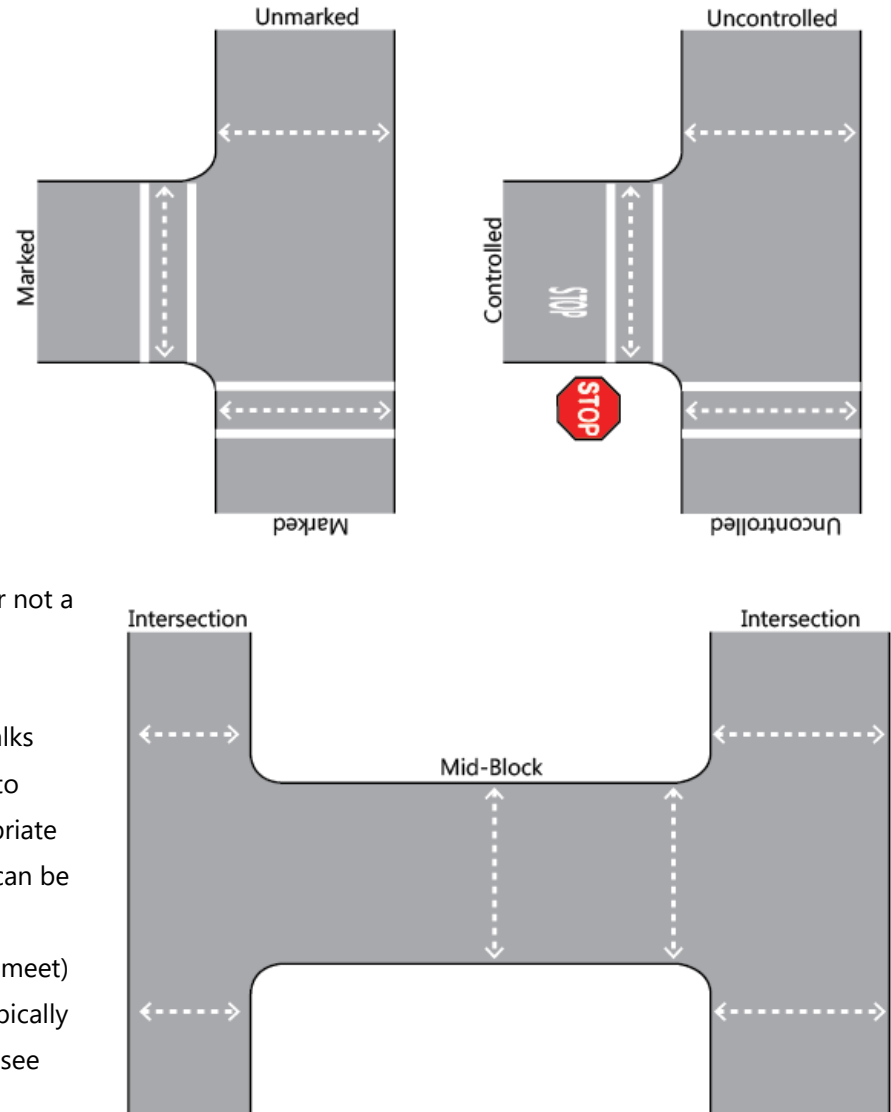 Unmarked
Marked
Marked
Uncontrolled
Controlled
STOP
STOP
Uncontrolled
r not a
alks
to
oriate
can be
meet)
pically
see
Intersection
Intersection
Mid-Block